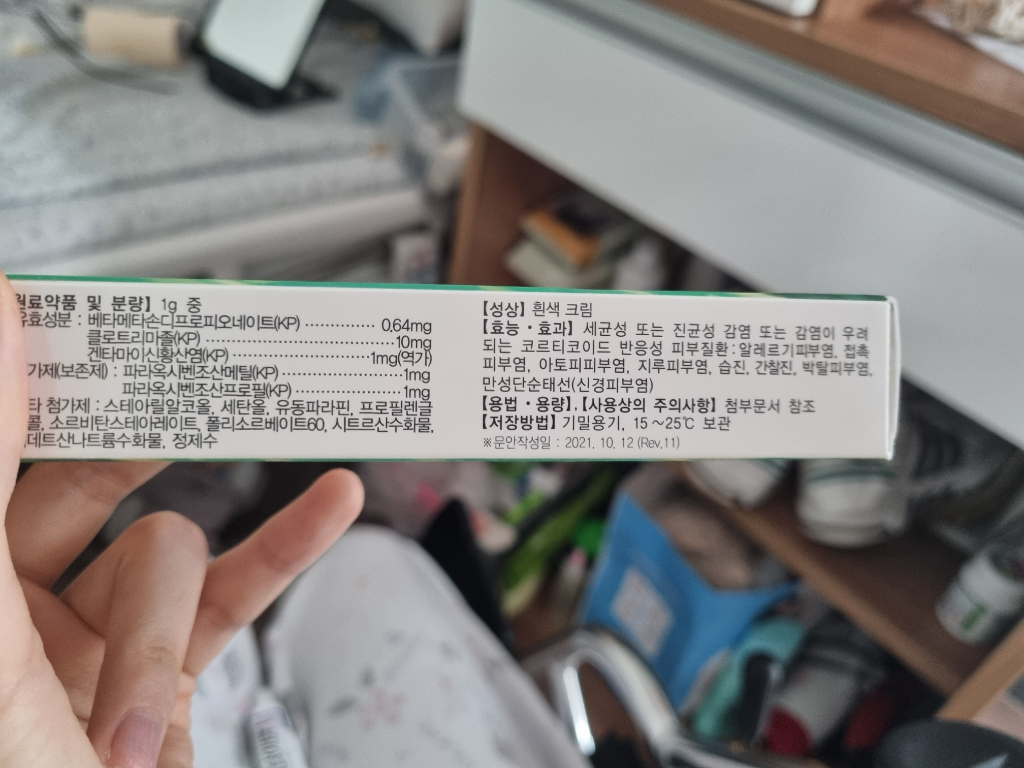 원료약품 및 분량】 1g 중
유효성분 : 베타메타손디프로피오네이트(KP) ············· 0.64mg
클로트리마졸(KP) ·····································10mg
겐타마이신황산염(KP) ··························1mg(역가)
가제(보존제) : 파라옥시벤조산메틸(KP) ···················1mg
파라옥시벤조산프로필(KP) ···················1mg
타 첨가제 : 스테아릴알코올, 세탄올, 유동파라핀, 프로필렌글
콜, 소르비탄스테아레이트, 폴리소르베이트60, 시트르산수화물,
데트산나트륨수화물, 정제수
【성상】 흰색 크림
【효능·효과】 세균성 또는 진균성 감염 또는 감염이 우려
되는 코르티코이드 반응성 피부질환 : 알레르기피부염, 접촉
피부염, 아토피피부염, 지루피부염, 습진, 간찰진, 박탈피부염,
만성단순태선(신경피부염)
【용법·용량】, 【사용상의 주의사항】 첨부문서 참조
【저장방법】 기밀용기, 15~25℃ 보관
※문안작성일 : 2021. 10. 12 (Rev.11)